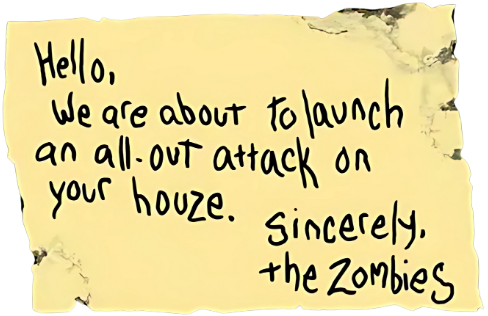 Hello,
We are about to launch
an all-out attack on
your houze.
Sincerely,
the Zombies